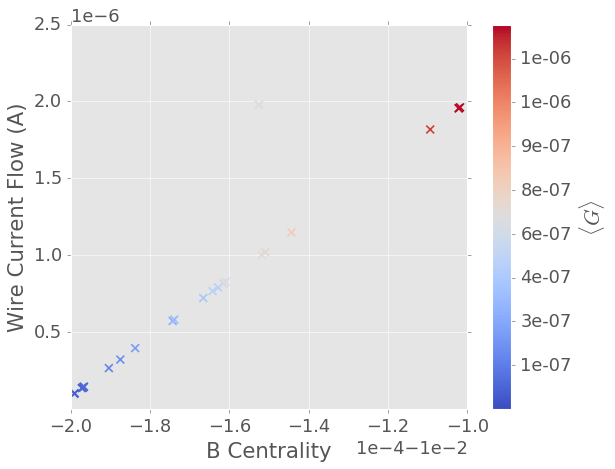 1e−6
2.5
2.0
1.5
1.0
0.5
Wire Current Flow (A)
−2.0 −1.8 −1.6 −1.4 −1.2 −1.0
B Centrality 1e−4−1e−2
1e-06
1e-06
9e-07
8e-07
6e-07
4e-07
3e-07
1e-07
⟨G⟩